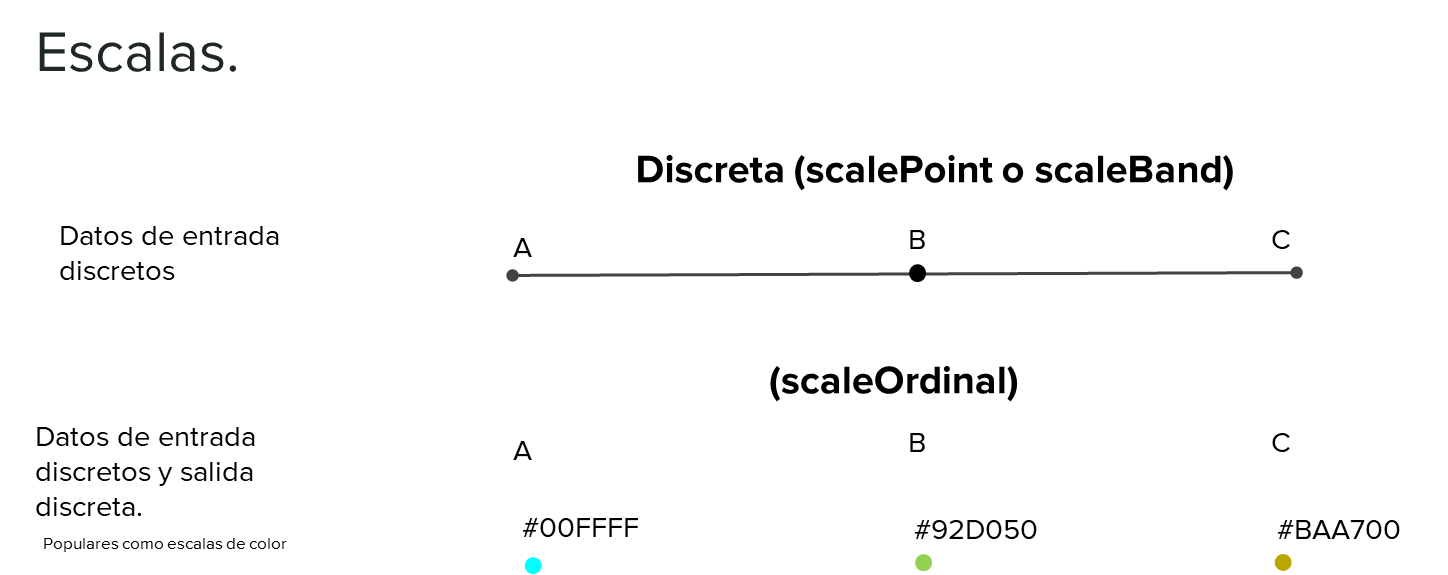 Escalas.
Discreta (scalePoint o scaleBand)
Datos de entrada
discretos
A
B
C
(scaleOrdinal)
Datos de entrada
discretos y salida
discreta.
Populares como escalas de color
A
B
C
#00FFFF
#92D050
#BAA700